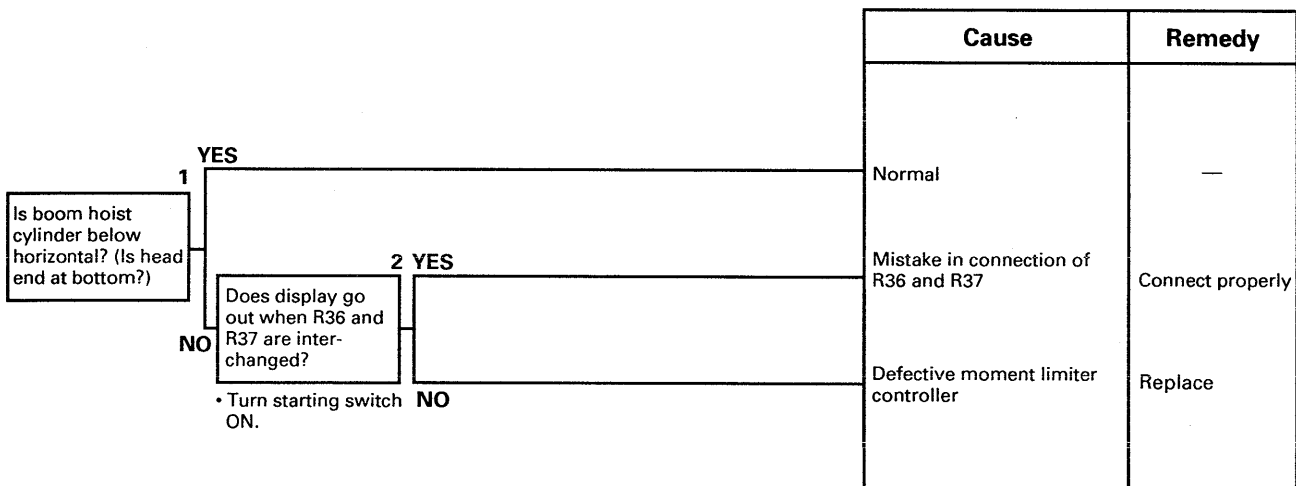 Cause
Remedy
YES
1
Is boom hoist
cylinder below
horizontal? (Is head
end at bottom?)
Normal
—
NO
2 YES
Does display go
out when R36 and
R37 are inter-
changed?
• Turn starting switch
ON.
Mistake in connection of
R36 and R37
Connect properly
NO
Defective moment limiter
controller
Replace